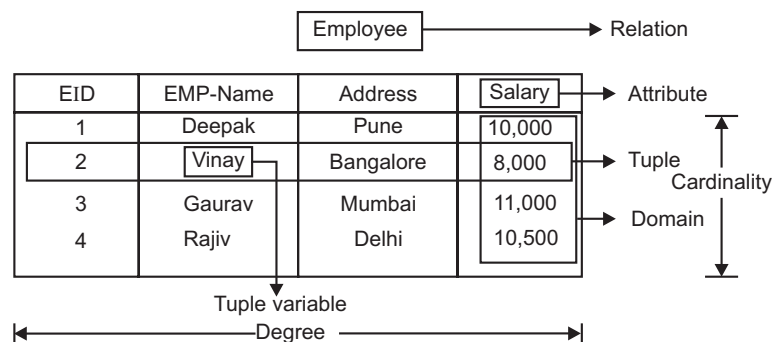 Employee Relation
EID EMP-Name Address Salary Attribute
1 Deepak Pune 10,000
2 Vinay Bangalore 8,000 Tuple
Cardinality
3 Gaurav Mumbai 11,000
Domain
4 Rajiv Delhi 10,500
Tuple variable
Degree